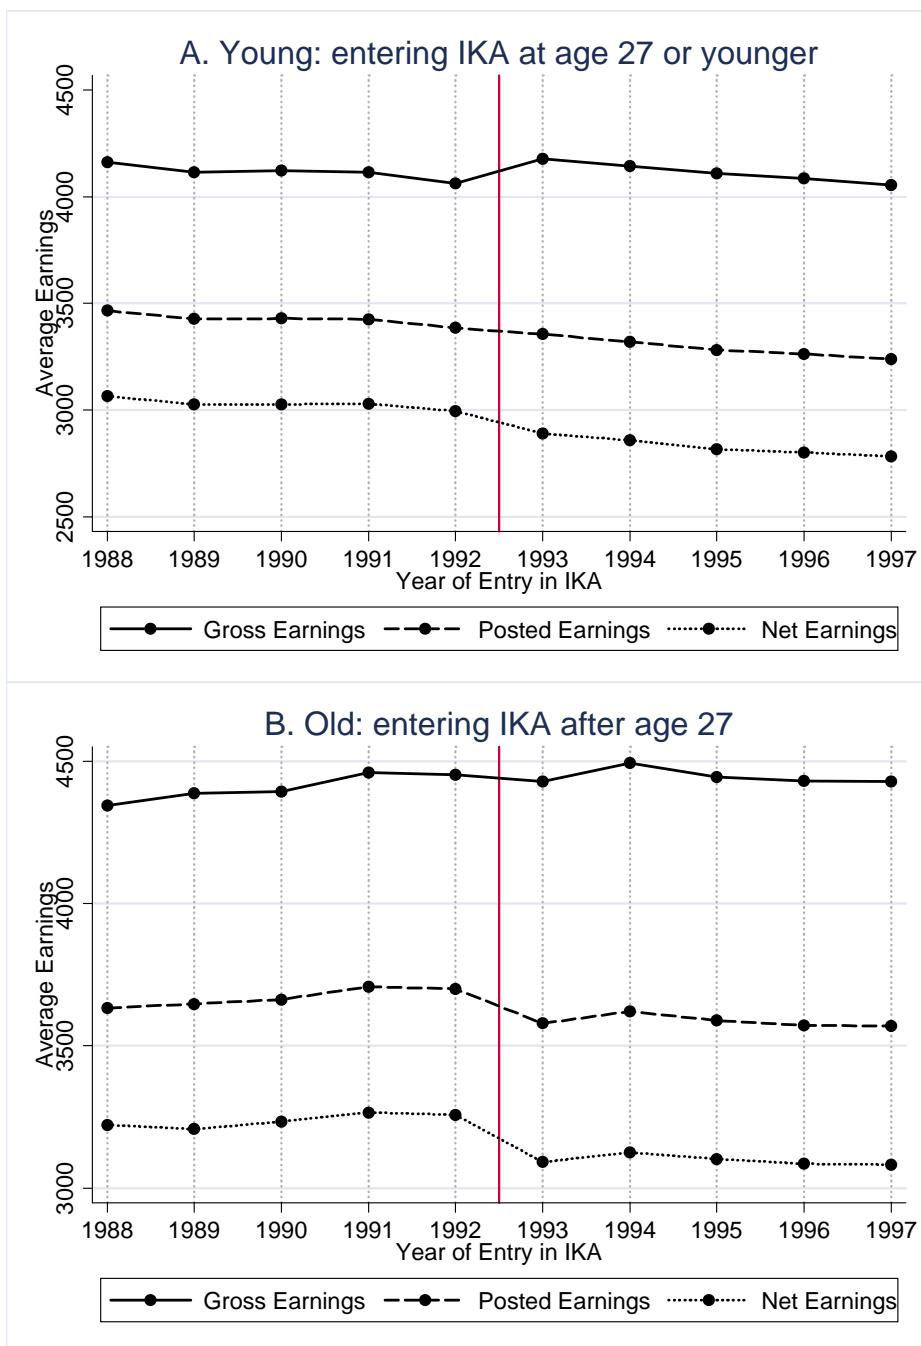 A. Young: entering IKA at age 27 or younger
4500
4000
3500
3000
2500
Average Earnings
1988 1989 1990 1991 1992 1993 1994 1995 1996 1997
Year of Entry in IKA
Gross Earnings Posted Earnings Net Earnings
B. Old: entering IKA after age 27
4500
4000
3500
3000
Average Earnings
1988 1989 1990 1991 1992 1993 1994 1995 1996 1997
Year of Entry in IKA
Gross Earnings Posted Earnings Net Earnings